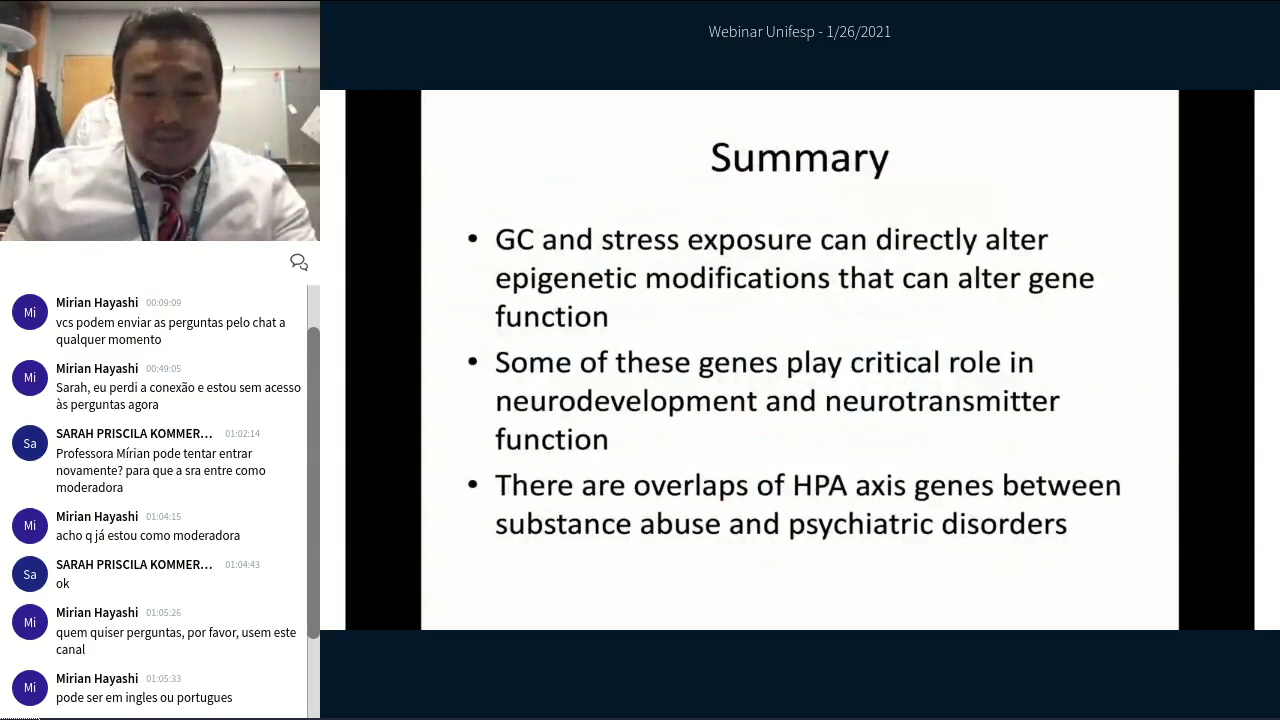 Webinar Unifesp - 1/26/2021
Summary
• GC and stress exposure can directly alter
epigenetic modifications that can alter gene
function
• Some of these genes play critical role in
neurodevelopment and neurotransmitter
function
• There are overlaps of HPA axis genes between
substance abuse and psychiatric disorders
Mi
Mirian Hayashi 00:09:09
vcs podem enviar as perguntas pelo chat a
qualquer momento
Mi
Mirian Hayashi 00:49:05
Sarah, eu perdi a conexão e estou sem acesso
às perguntas agora
Sa
SARAH PRISCILA KOMMER... 01:02:14
Professora Mírian pode tentar entrar
novamente? para que a sra entre como
moderadora
Mi
Mirian Hayashi 01:04:15
acho q já estou como moderadora
Sa
SARAH PRISCILA KOMMER... 01:04:43
ok
Mi
Mirian Hayashi 01:05:26
quem quiser perguntas, por favor, usem este
canal
Mi
Mirian Hayashi 01:05:33
pode ser em ingles ou portugues